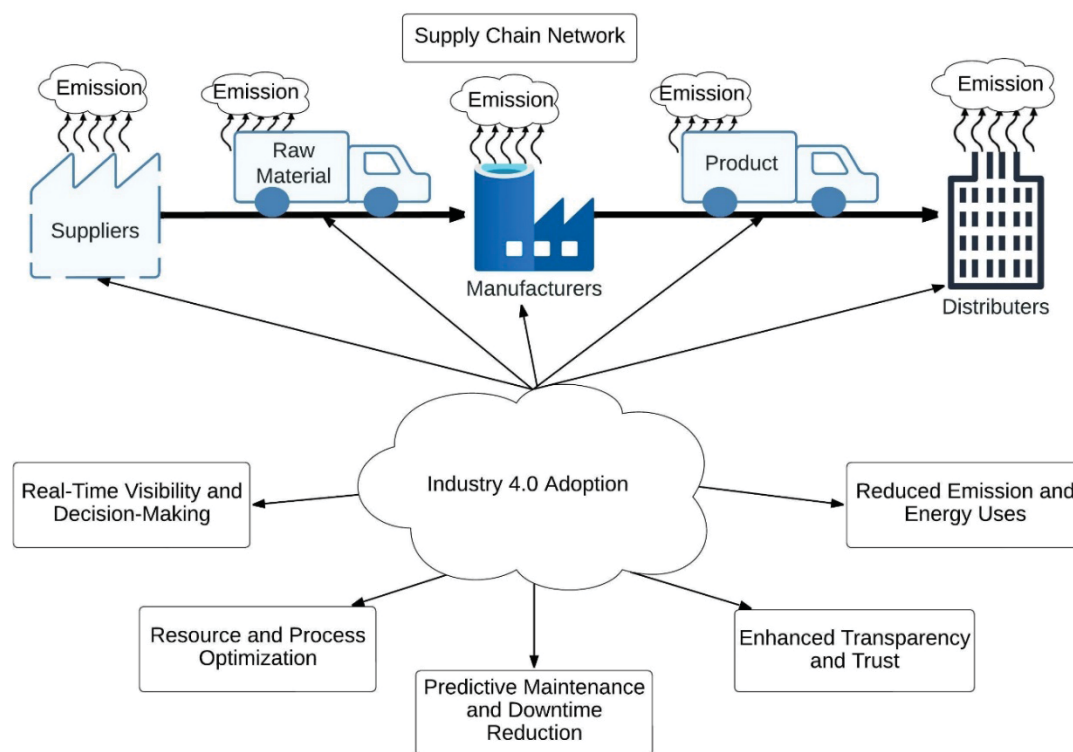 Supply Chain Network
Emission
Emission
Emission
Emission
Emission
Raw
Material
Product
Suppliers
Manufacturers
Distributers
Industry 4.0 Adoption
Real-Time Visibility and
Decision-Making
Reduced Emission and
Energy Uses
Resource and Process
Optimization
Enhanced Transparency
and Trust
Predictive Maintenance
and Downtime
Reduction